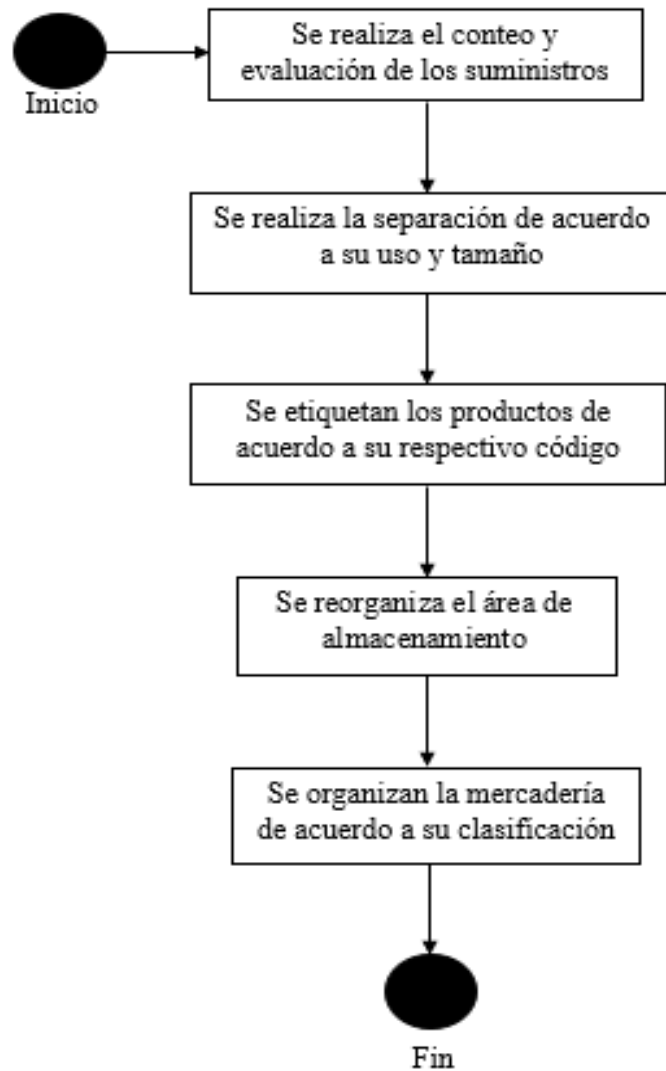 Inicio
Se realiza el conteo y
evaluación de los suministros
Se realiza la separación de acuerdo
a su uso y tamaño
Se etiquetan los productos de
acuerdo a su respectivo código
Se reorganiza el área de
almacenamiento
Se organizan la mercadería
de acuerdo a su clasificación
Fin